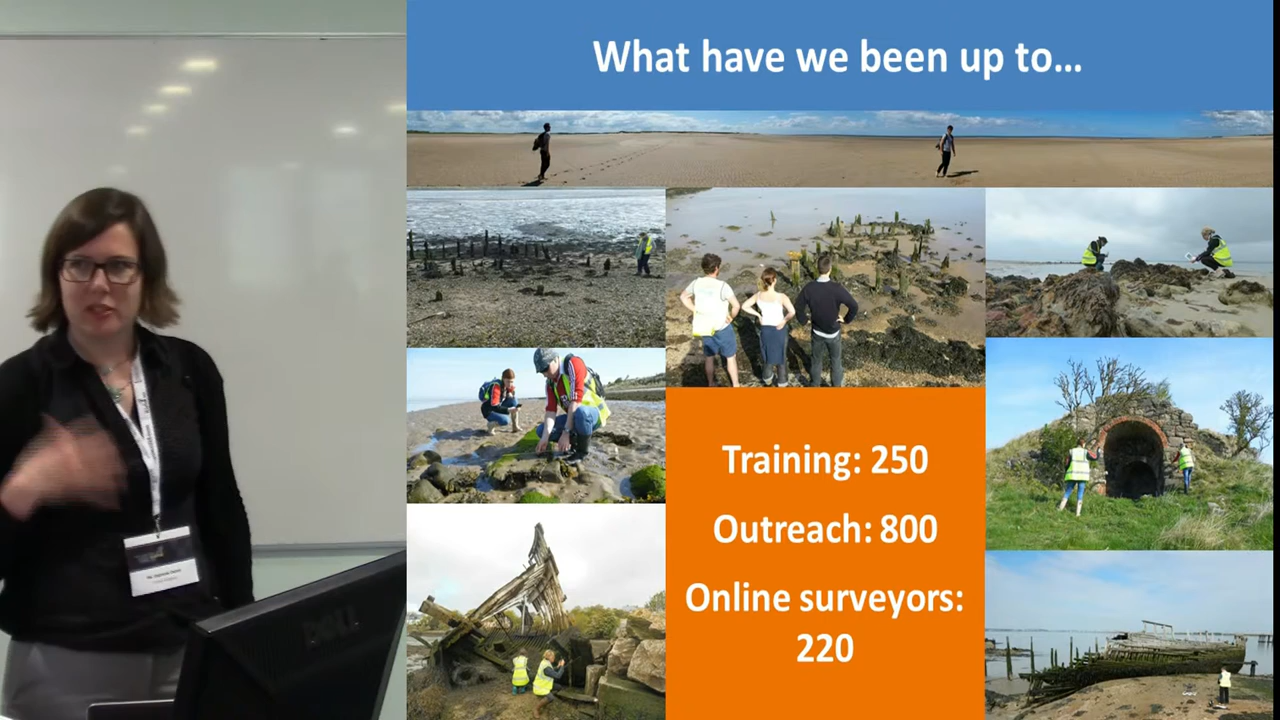 What have we been up to...
Training: 250
Outreach: 800
Online surveyors:
220
DELL